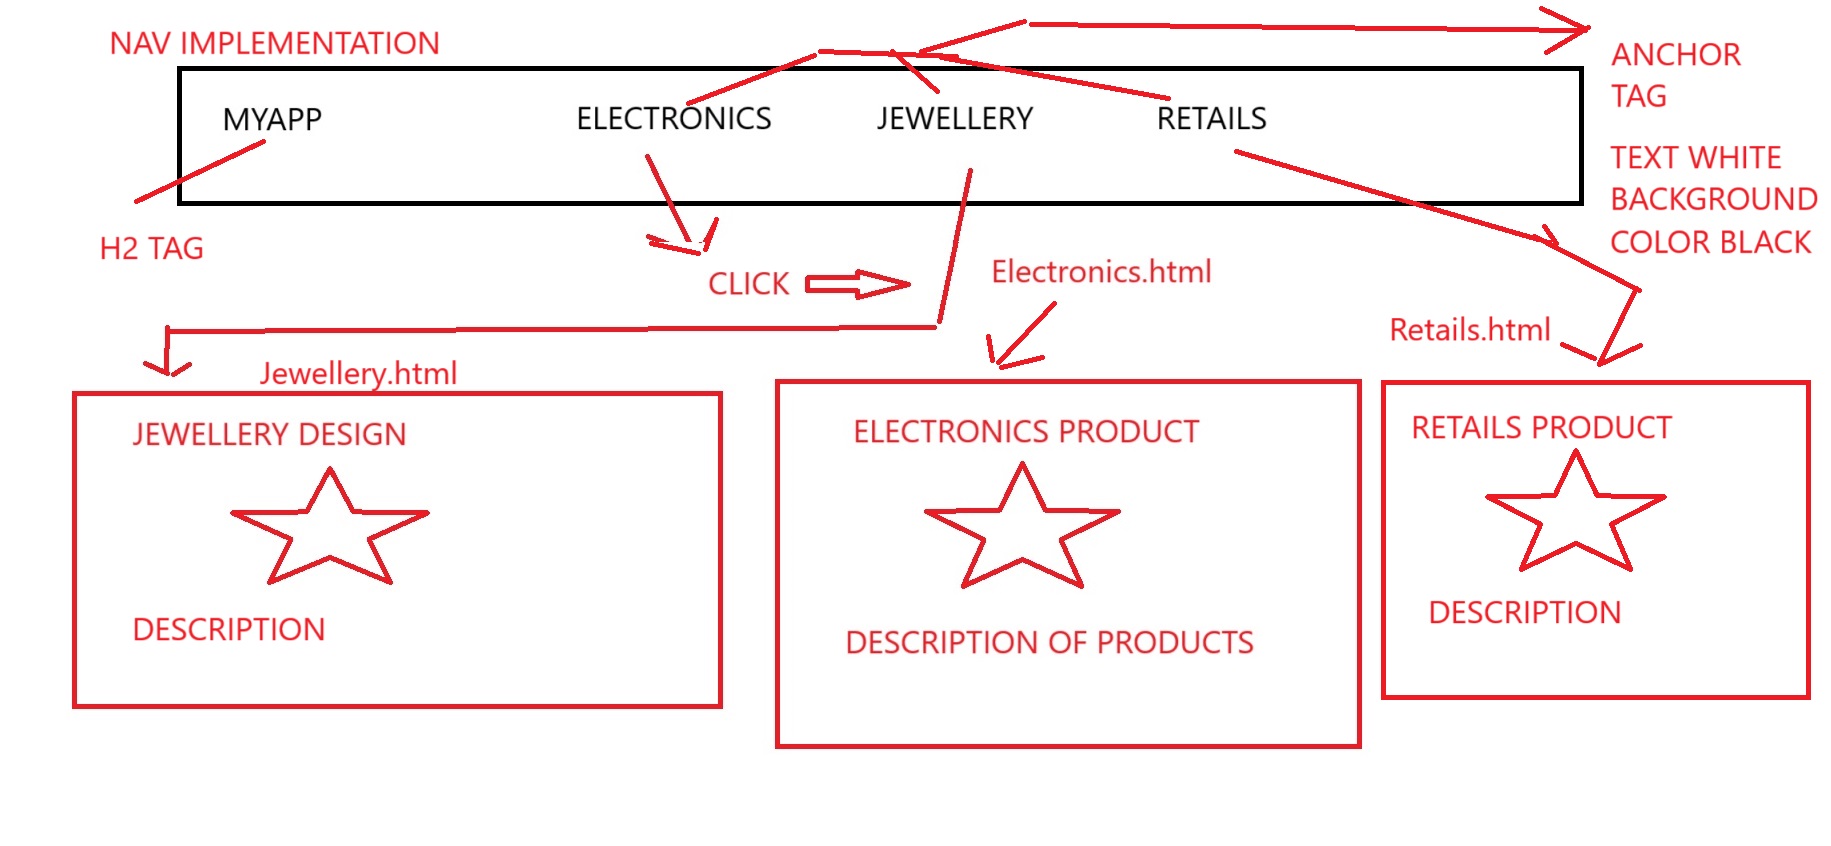 NAV IMPLEMENTATION
ANCHOR
TAG
MYAPP
ELECTRONICS
JEWELLERY
RETAILS
TEXT WHITE
BACKGROUND
COLOR BLACK
H2 TAG
CLICK
Electronics.html
Retails.html
Jewellery.html
JEWELLERY DESIGN
DESCRIPTION
ELECTRONICS PRODUCT
DESCRIPTION OF PRODUCTS
RETAILS PRODUCT
DESCRIPTION